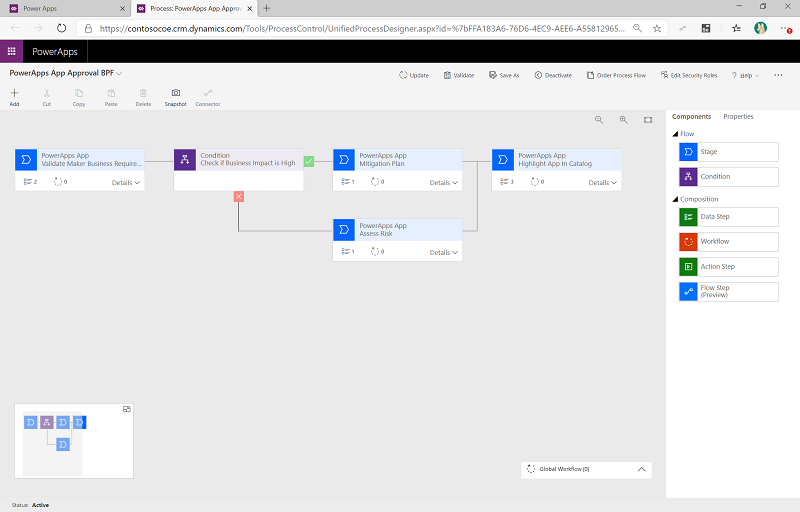 Power Apps
Process: PowerApps App Approv
https://contosocoe.crm.dynamics.com/Tools/ProcessControl/UnifiedProcessDesigner.aspx?id=%7bFFA183A6-76D6-4EC9-AEE6-A55812965...
PowerApps
PowerApps App Approval BPF
Update
Validate
Save As
Deactivate
Order Process Flow
Edit Security Roles
? Help
Add
Cut
Copy
Paste
Delete
Snapshot
Connector
Components
Properties
PowerApps App
Validate Maker Business Require...
2
0
Details
Condition
Check if Business Impact is High
PowerApps App
Mitigation Plan
1
0
Details
PowerApps App
Highlight App In Catalog
3
0
Details
PowerApps App
Assess Risk
1
0
Details
Flow
Stage
Condition
Composition
Data Step
Workflow
Action Step
Flow Step
(Preview)
Global Workflow (0)
Status: Active